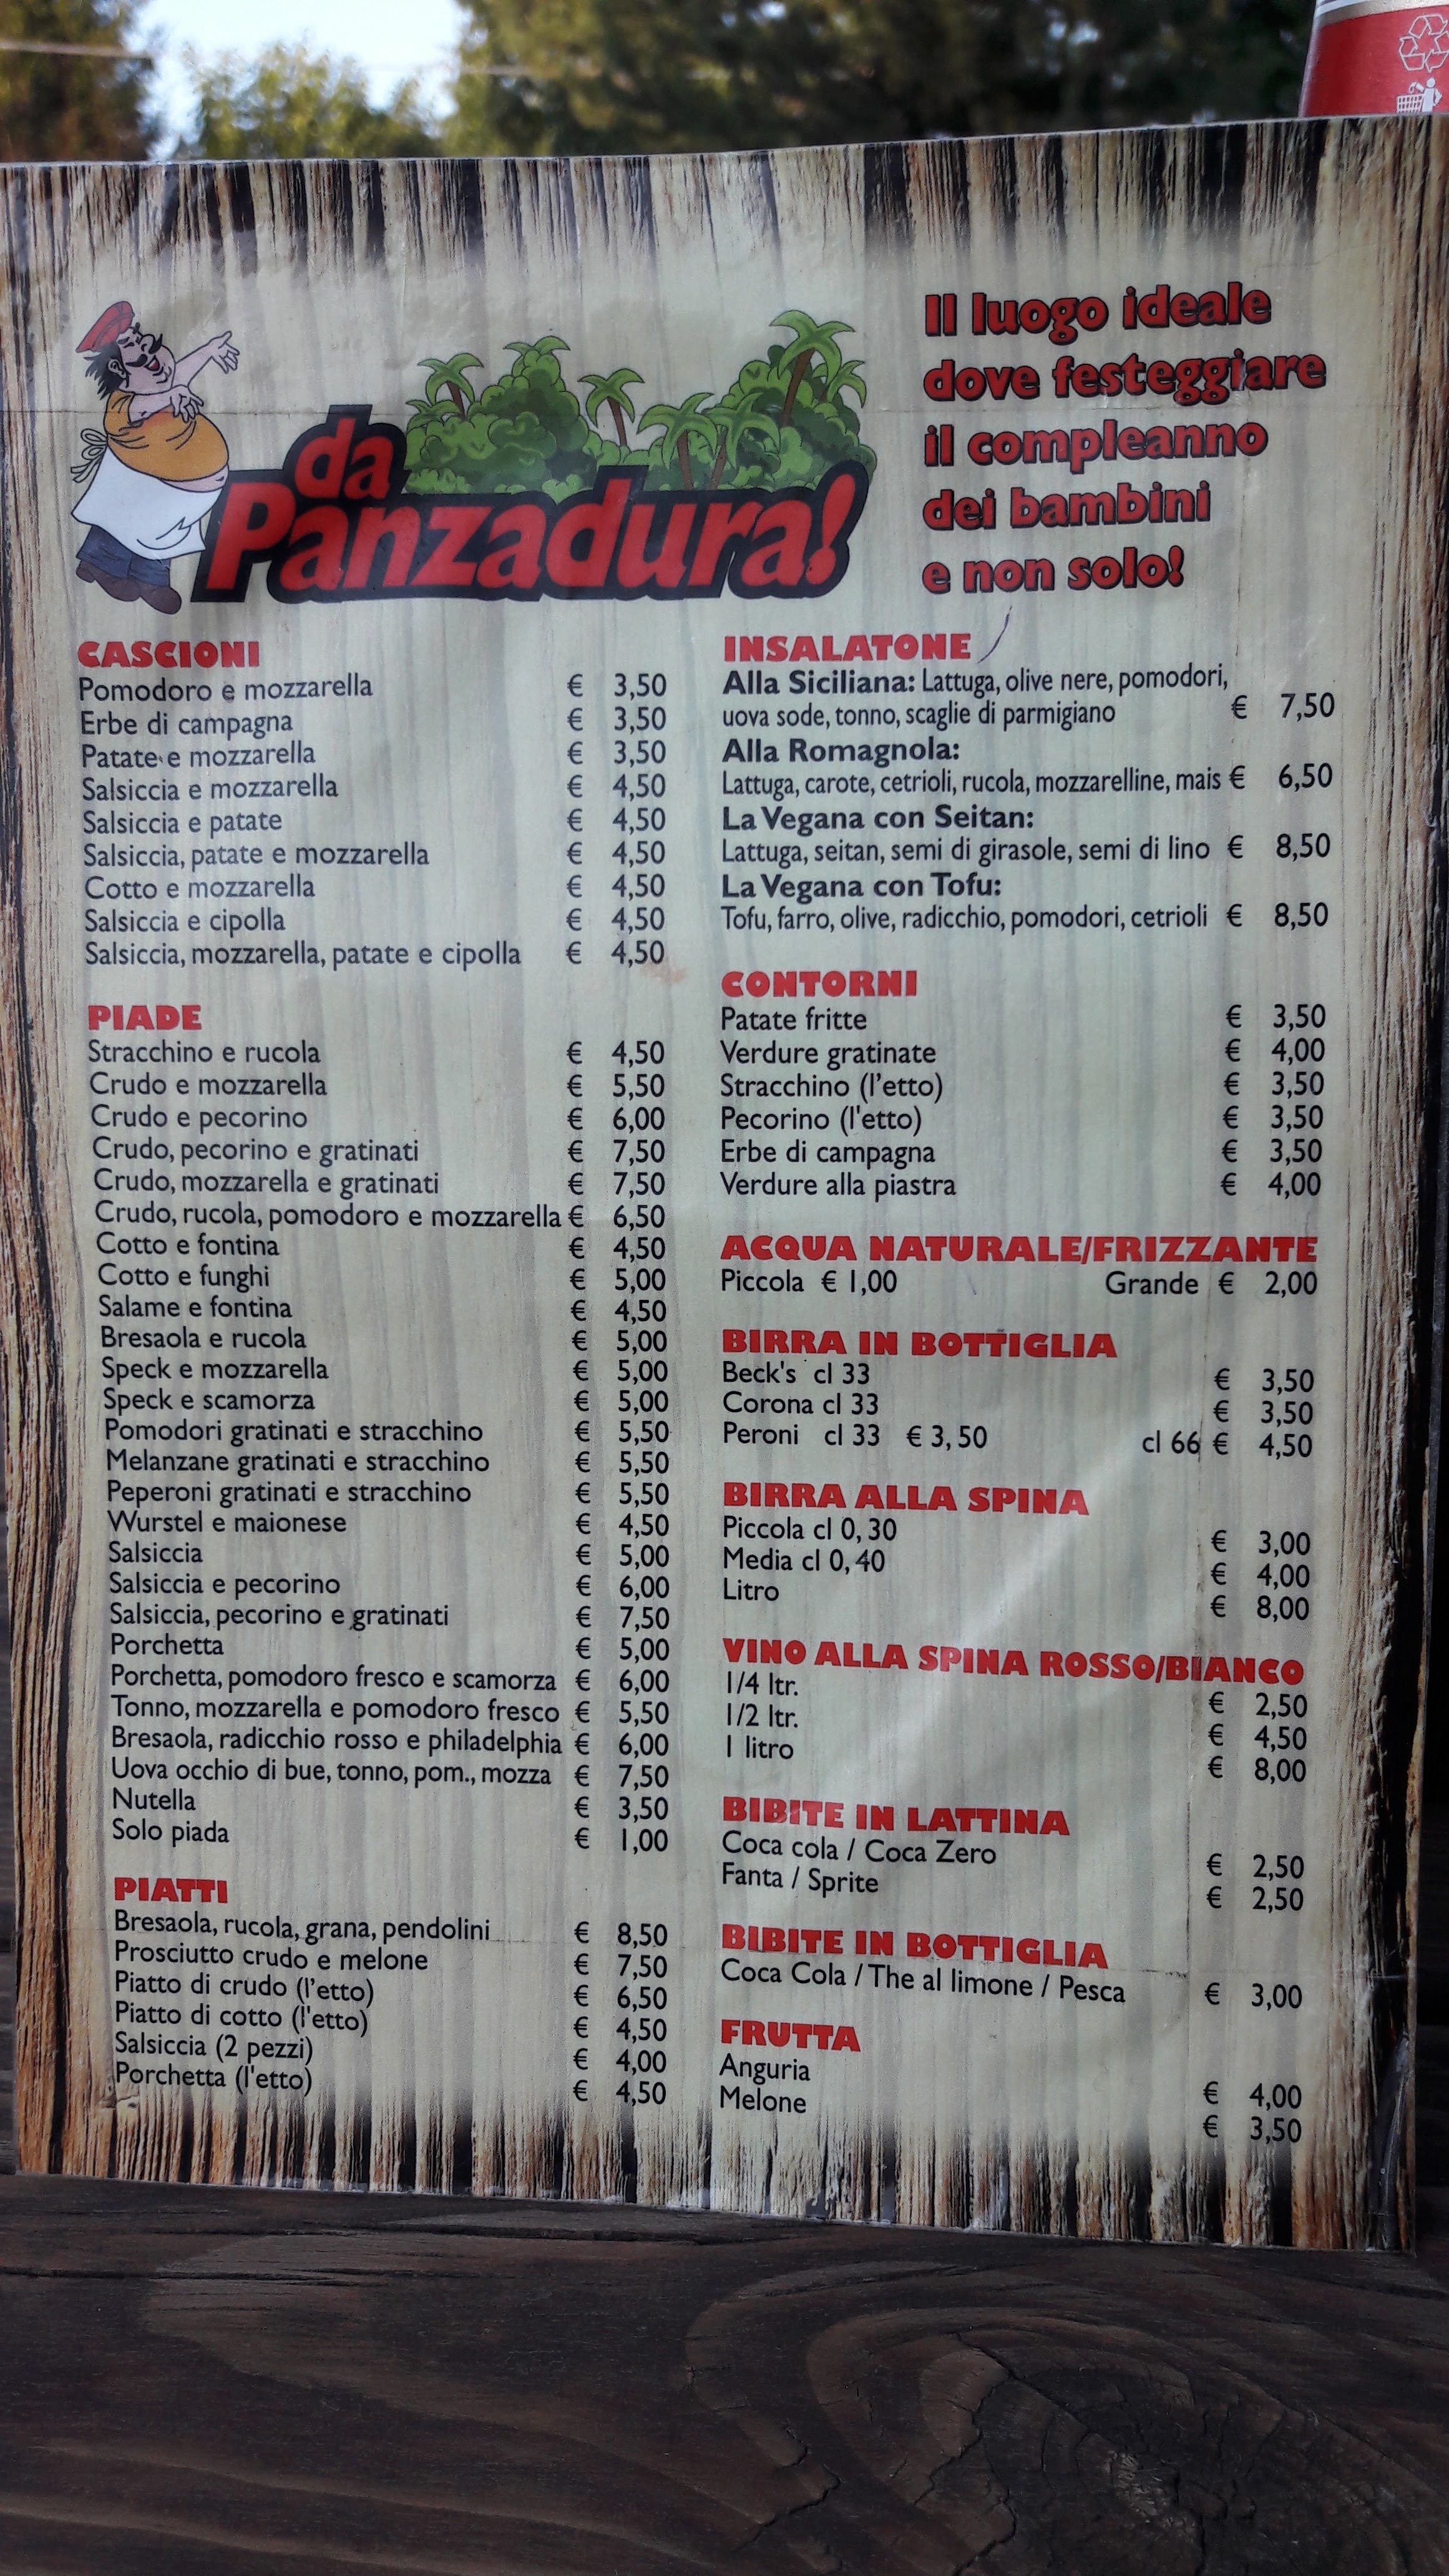 Il luogo ideale
dove festeggiare
il compleanno
dei bambini
e non solo!
da
Panzadura!
CASCIONI
Pomodoro e mozzarella € 3,50
Erbe di campagna € 3,50
Patate e mozzarella € 3,50
Salsiccia e mozzarella € 4,50
Salsiccia e patate € 4,50
Salsiccia, patate e mozzarella € 4,50
Cotto e mozzarella € 4,50
Salsiccia e cipolla € 4,50
Salsiccia, mozzarella, patate e cipolla € 4,50
PIADE
Stracchino e rucola € 4,50
Crudo e mozzarella € 5,50
Crudo e pecorino € 6,00
Crudo, pecorino e gratinati € 7,50
Crudo, mozzarella e gratinati € 7,50
Crudo, rucola, pomodoro e mozzarella € 6,50
Cotto e fontina € 4,50
Cotto e funghi € 5,00
Salame e fontina € 4,50
Bresaola e rucola € 5,00
Speck e mozzarella € 5,00
Speck e scamorza € 5,00
Pomodori gratinati e stracchino € 5,50
Melanzane gratinati e stracchino € 5,50
Peperoni gratinati e stracchino € 5,50
Wurstel e maionese € 4,50
Salsiccia € 5,00
Salsiccia e pecorino € 6,00
Salsiccia, pecorino e gratinati € 7,50
Porchetta € 5,00
Porchetta, pomodoro fresco e scamorza € 6,00
Tonno, mozzarella e pomodoro fresco € 5,50
Bresaola, radicchio rosso e philadelphia € 6,00
Uova occhio di bue, tonno, pom., mozza € 7,50
Nutella € 3,50
Solo piada € 1,00
PIATTI
Bresaola, rucola, grana, pendolini € 8,50
Prosciutto crudo e melone € 7,50
Piatto di crudo (l'etto) € 6,50
Piatto di cotto (l'etto) € 4,50
Salsiccia (2 pezzi) € 4,00
Porchetta (l'etto) € 4,50
INSALATONE
Alla Siciliana: Lattuga, olive nere, pomodori,
uova sode, tonno, scaglie di parmigiano € 7,50
Alla Romagnola:
Lattuga, carote, cetrioli, rucola, mozzarelline, mais € 6,50
La Vegana con Seitan:
Lattuga, seitan, semi di girasole, semi di lino € 8,50
La Vegana con Tofu:
Tofu, farro, olive, radicchio, pomodori, cetrioli € 8,50
CONTORNI
Patate fritte € 3,50
Verdure gratinate € 4,00
Stracchino (l'etto) € 3,50
Pecorino (l'etto) € 3,50
Erbe di campagna € 3,50
Verdure alla piastra € 4,00
ACQUA NATURALE/FRIZZANTE
Piccola € 1,00 Grande € 2,00
BIRRA IN BOTTIGLIA
Beck's cl 33 € 3,50
Corona cl 33 € 3,50
Peroni cl 33 € 3,50 cl 66 € 4,50
BIRRA ALLA SPINA
Piccola cl 0,30 € 3,00
Media cl 0,40 € 4,00
Litro € 8,00
VINO ALLA SPINA ROSSO/BIANCO
1/4 ltr. € 2,50
1/2 ltr. € 4,50
1 litro € 8,00
BIBITE IN LATTINA
Coca cola / Coca Zero € 2,50
Fanta / Sprite € 2,50
BIBITE IN BOTTIGLIA
Coca Cola / The al limone / Pesca € 3,00
FRUTTA
Anguria € 4,00
Melone € 3,50